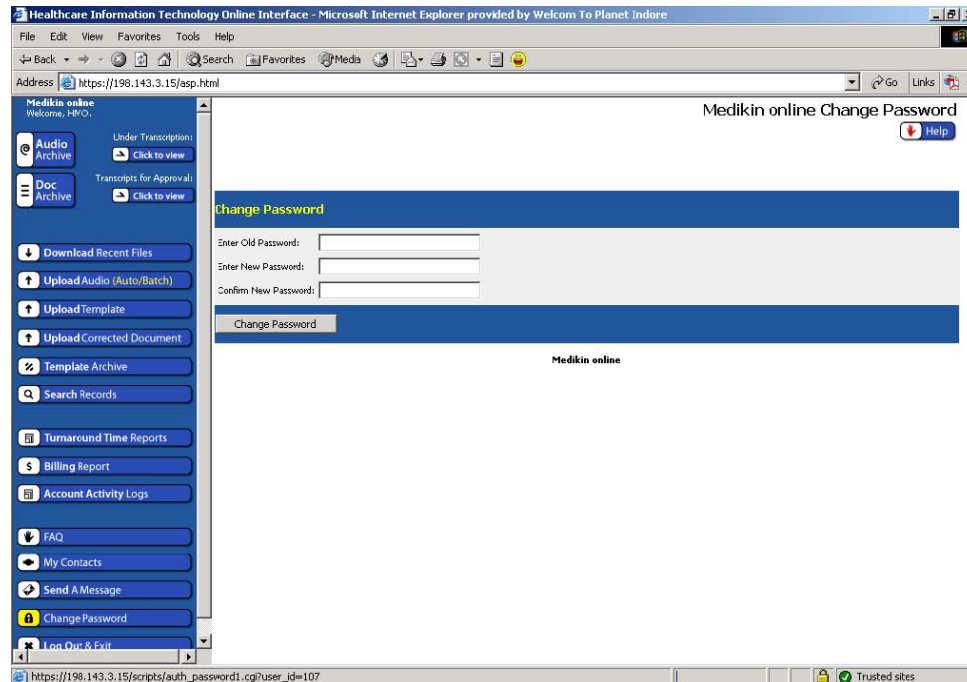 Healthcare Information Technology Online Interface - Microsoft Internet Explorer provided by Welcom To Planet Indore
File Edit View Favorites Tools Help
Back Search Favorites Media
Address https://198.143.3.15/asp.html Go Links
Medikin online
Welcome, HIVO.
Medikin online Change Password
Help
Audio Archive
Under Transcription:
Click to view
Doc Archive
Transcripts for Approval:
Click to view
Change Password
Enter Old Password:
Enter New Password:
Confirm New Password:
Change Password
Medikin online
Download Recent Files
Upload Audio (Auto/Batch)
Upload Template
Upload Corrected Document
Template Archive
Search Records
Turnaround Time Reports
$ Billing Report
Account Activity Logs
FAQ
My Contacts
Send A Message
Change Password
Log Out & Exit
https://198.143.3.15/scripts/auth_password1.cgi?user_id=107
Trusted sites